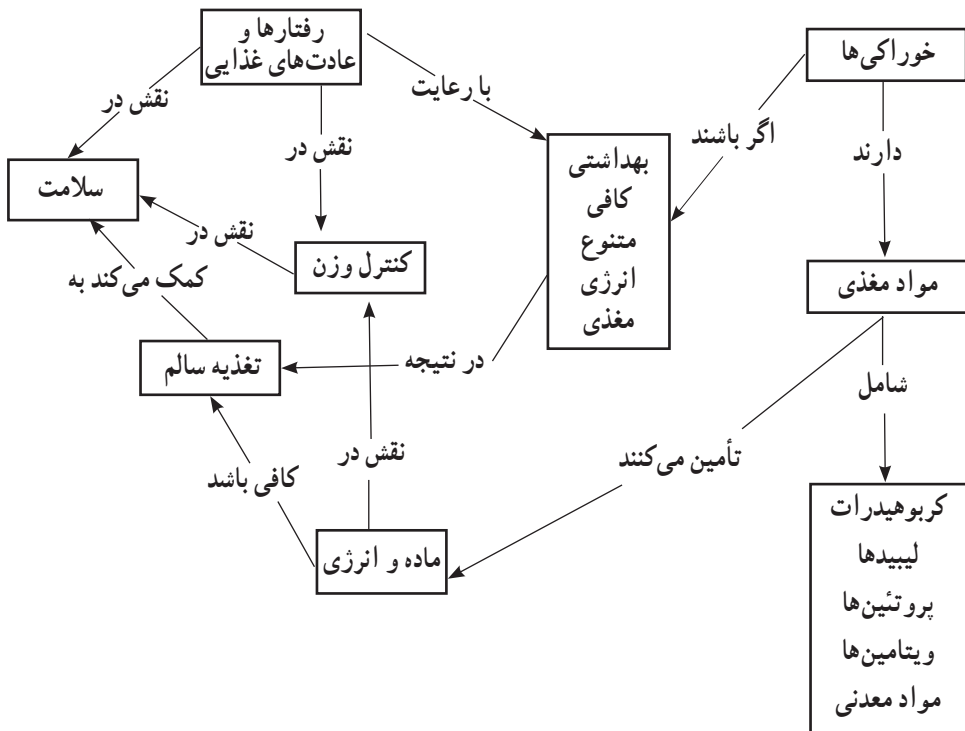 رفتارها و
عادت‌های غذایی
خوراکی‌ها
با رعایت
نقش در
اگر باشند
نقش در
دارند
بهداشتی
کافی
متنوع
انرژی
مغذی
سلامت
نقش در
کنترل وزن
مواد مغذی
کمک می‌کند به
در نتیجه
تغذیه سالم
شامل
تأمین می‌کنند
نقش در
کافی باشد
ماده و انرژی
کربوهیدرات
لیپیدها
پروتئین‌ها
ویتامین‌ها
مواد معدنی